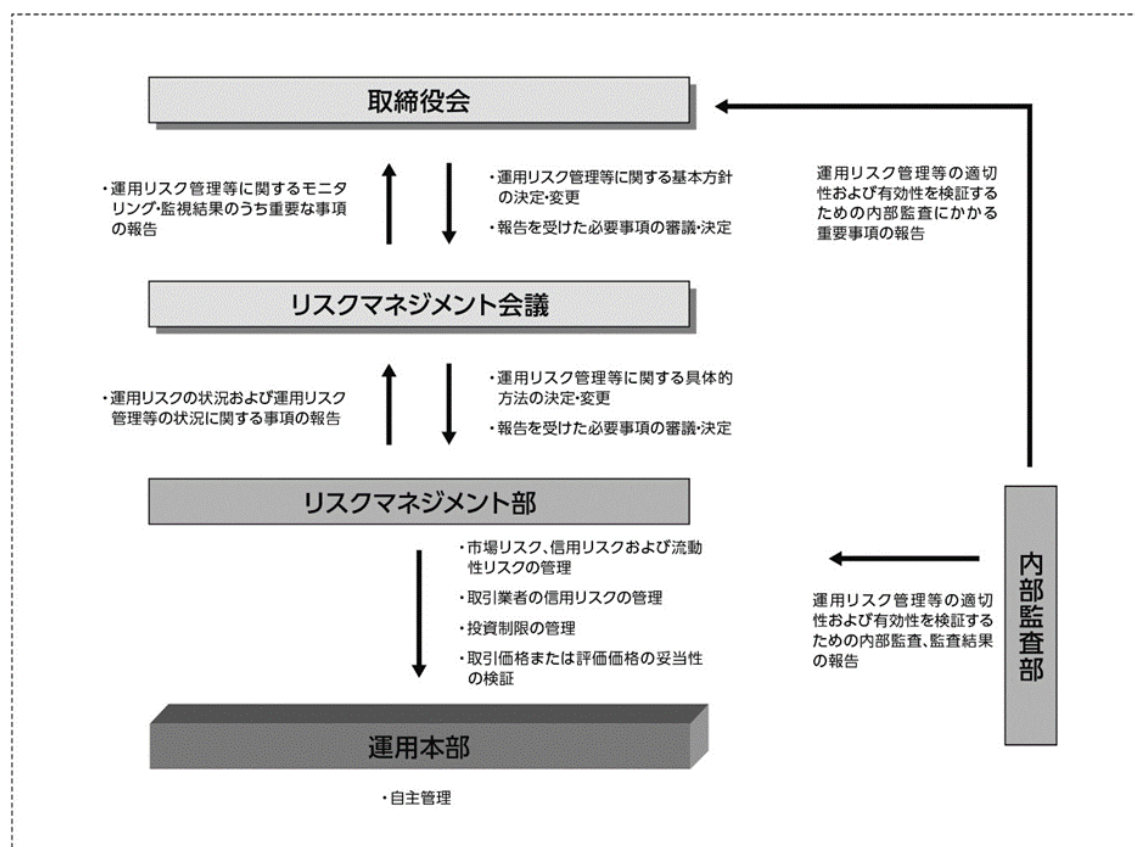 取締役会
・運用リスク管理等に関するモニタ
リング・監視結果のうち重要な事項
の報告
・運用リスク管理等に関する基本方針
の決定・変更
・報告を受けた必要事項の審議・決定
運用リスク管理等の適切
性および有効性を検証する
ための内部監査にかかる
重要事項の報告
リスクマネジメント会議
・運用リスクの状況および運用リスク
管理等の状況に関する事項の報告
・運用リスク管理等に関する具体的
方法の決定・変更
・報告を受けた必要事項の審議・決定
リスクマネジメント部
・市場リスク、信用リスクおよび流動
性リスクの管理
・取引業者の信用リスクの管理
・投資制限の管理
・取引価格または評価価格の妥当性
の検証
運用リスク管理等の適切
性および有効性を検証する
ための内部監査、監査結果
の報告
内部監査部
運用本部
・自主管理